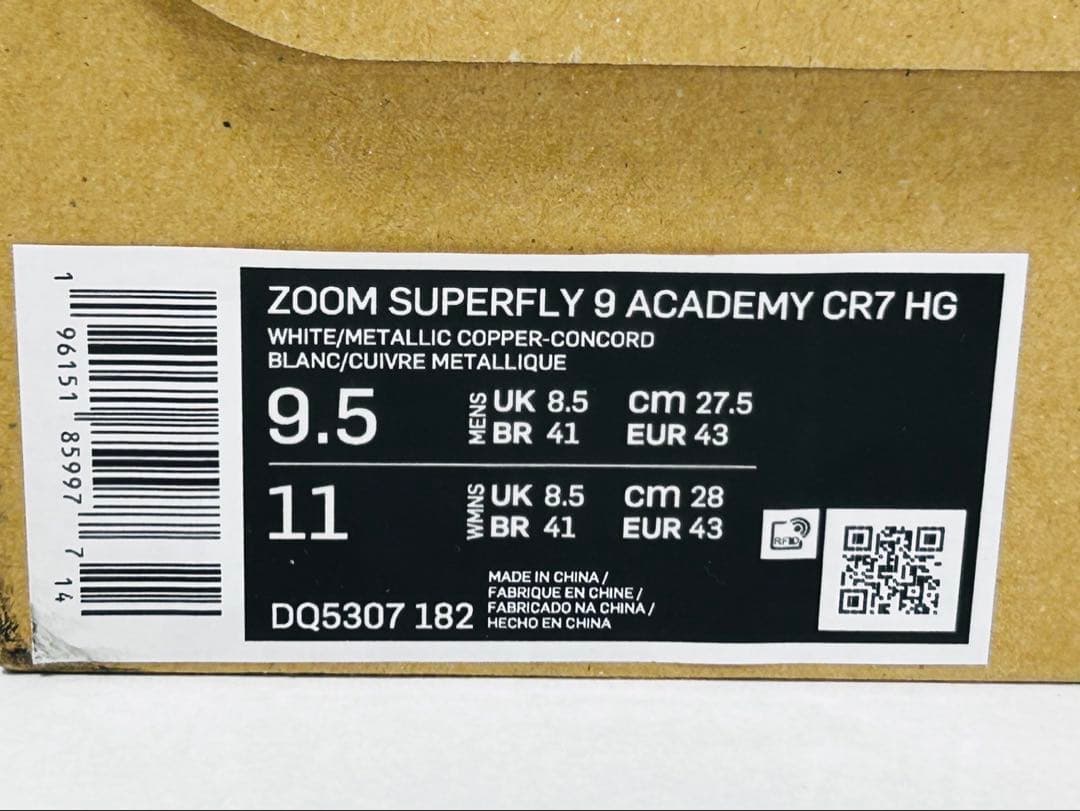 1 96151 85997 7 14
ZOOM SUPERFLY 9 ACADEMY CR7 HG
WHITE/METALLIC COPPER-CONCORD
BLANC/CUIVRE METALLIQUE
9.5 MENS UK 8.5 cm 27.5
BR 41 EUR 43
11 WMNS UK 8.5 cm 28
BR 41 EUR 43
RFID
DQ5307 182
MADE IN CHINA /
FABRIQUE EN CHINE /
FABRICADO NA CHINA /
HECHO EN CHINA